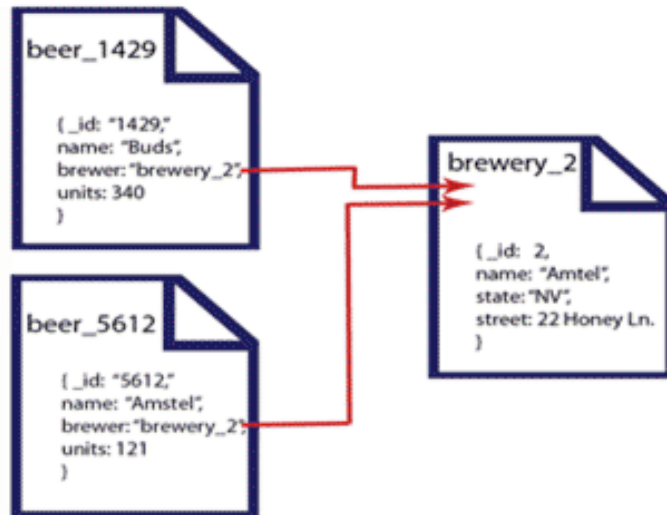 beer_1429
{ _id: "1429,"
name: "Buds",
brewer: "brewery_2",
units: 340
}
beer_5612
{ _id: "5612,"
name: "Amstel",
brewer: "brewery_2",
units: 121
}
brewery_2
{ _id: 2,
name: "Amtel",
state: "NV",
street: 22 Honey Ln.
}